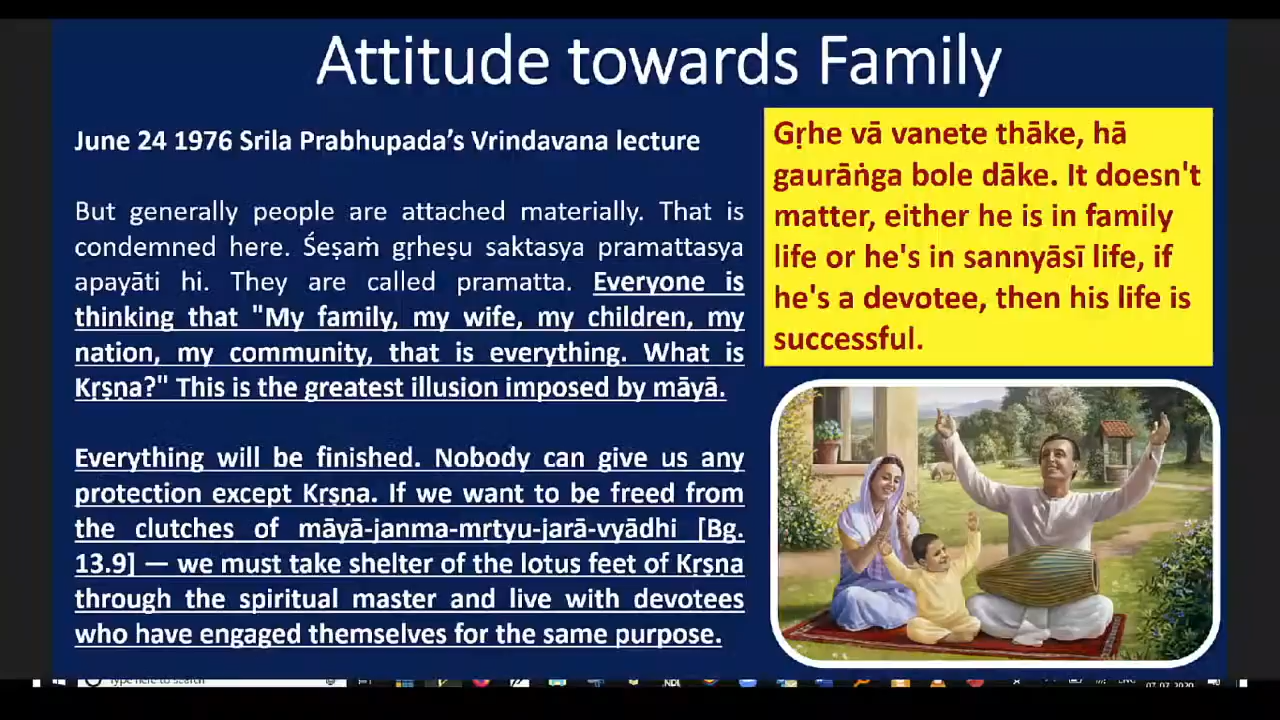 Attitude towards Family
June 24 1976 Srila Prabhupada's Vrindavana lecture
But generally people are attached materially. That is
condemned here. Śeṣaṁ gṛheṣu saktasya pramattasya
apayāti hi. They are called pramatta. Everyone is
thinking that "My family, my wife, my children, my
nation, my community, that is everything. What is
Kṛṣṇa?" This is the greatest illusion imposed by māyā.
Everything will be finished. Nobody can give us any
protection except Kṛṣṇa. If we want to be freed from
the clutches of māyā-janma-mṛtyu-jarā-vyādhi [Bg.
13.9] — we must take shelter of the lotus feet of Kṛṣṇa
through the spiritual master and live with devotees
who have engaged themselves for the same purpose.
Gṛhe vā vanete thāke, hā
gaurāṅga bole dāke. It doesn't
matter, either he is in family
life or he's in sannyāsī life, if
he's a devotee, then his life is
successful.
Type here to search
07-07-2020